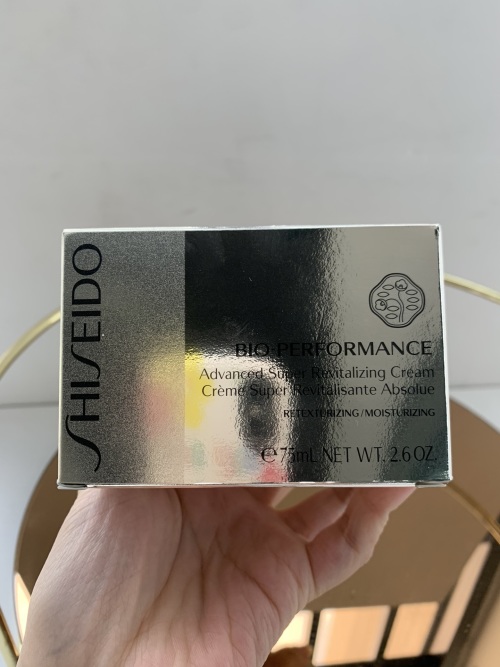 SHISEIDO
BIO-PERFORMANCE
Advanced Super Revitalizing Cream
Crème Super Revitalisante Absolue
RETEXTURIZING/MOISTURIZING
℮75mL NET WT. 2.6 OZ.